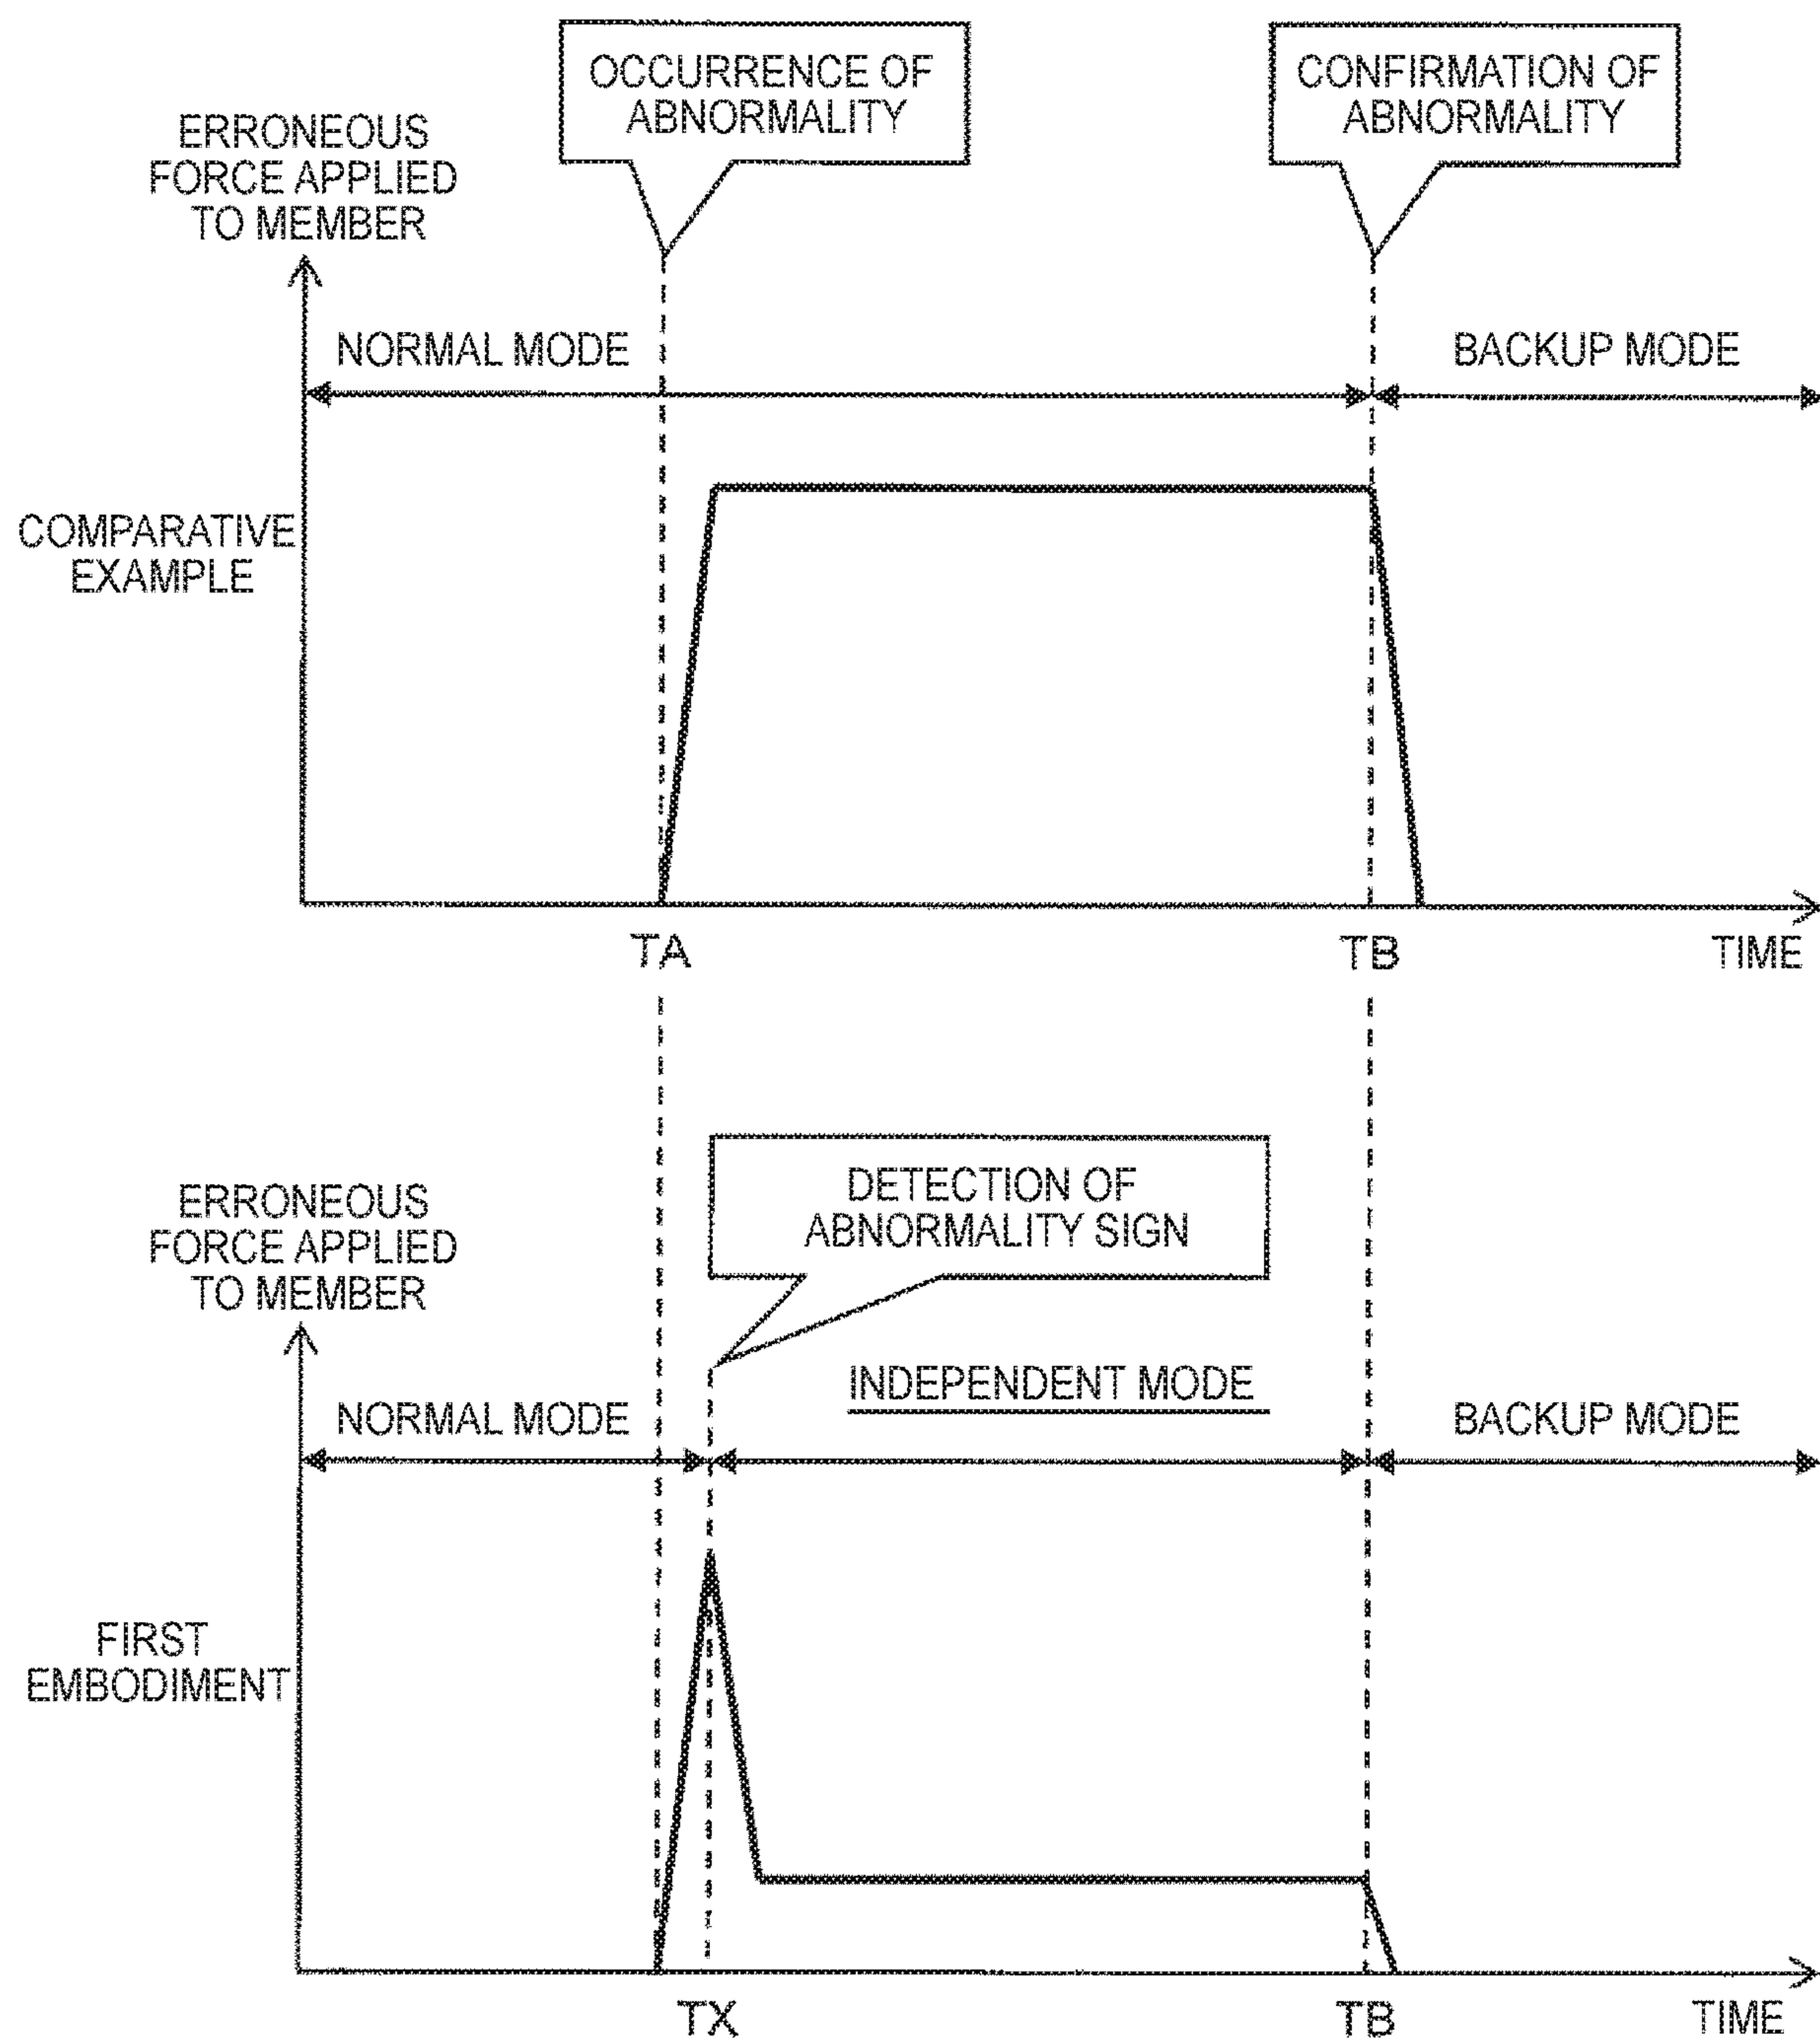 OCCURRENCE OF
ABNORMALITY
CONFIRMATION OF
ABNORMALITY
ERRONEOUS
FORCE APPLIED
TO MEMBER
NORMAL MODE
BACKUP MODE
COMPARATIVE
EXAMPLE
TA
TB
TIME
DETECTION OF
ABNORMALITY SIGN
ERRONEOUS
FORCE APPLIED
TO MEMBER
INDEPENDENT MODE
NORMAL MODE
BACKUP MODE
FIRST
EMBODIMENT
TX
TB
TIME